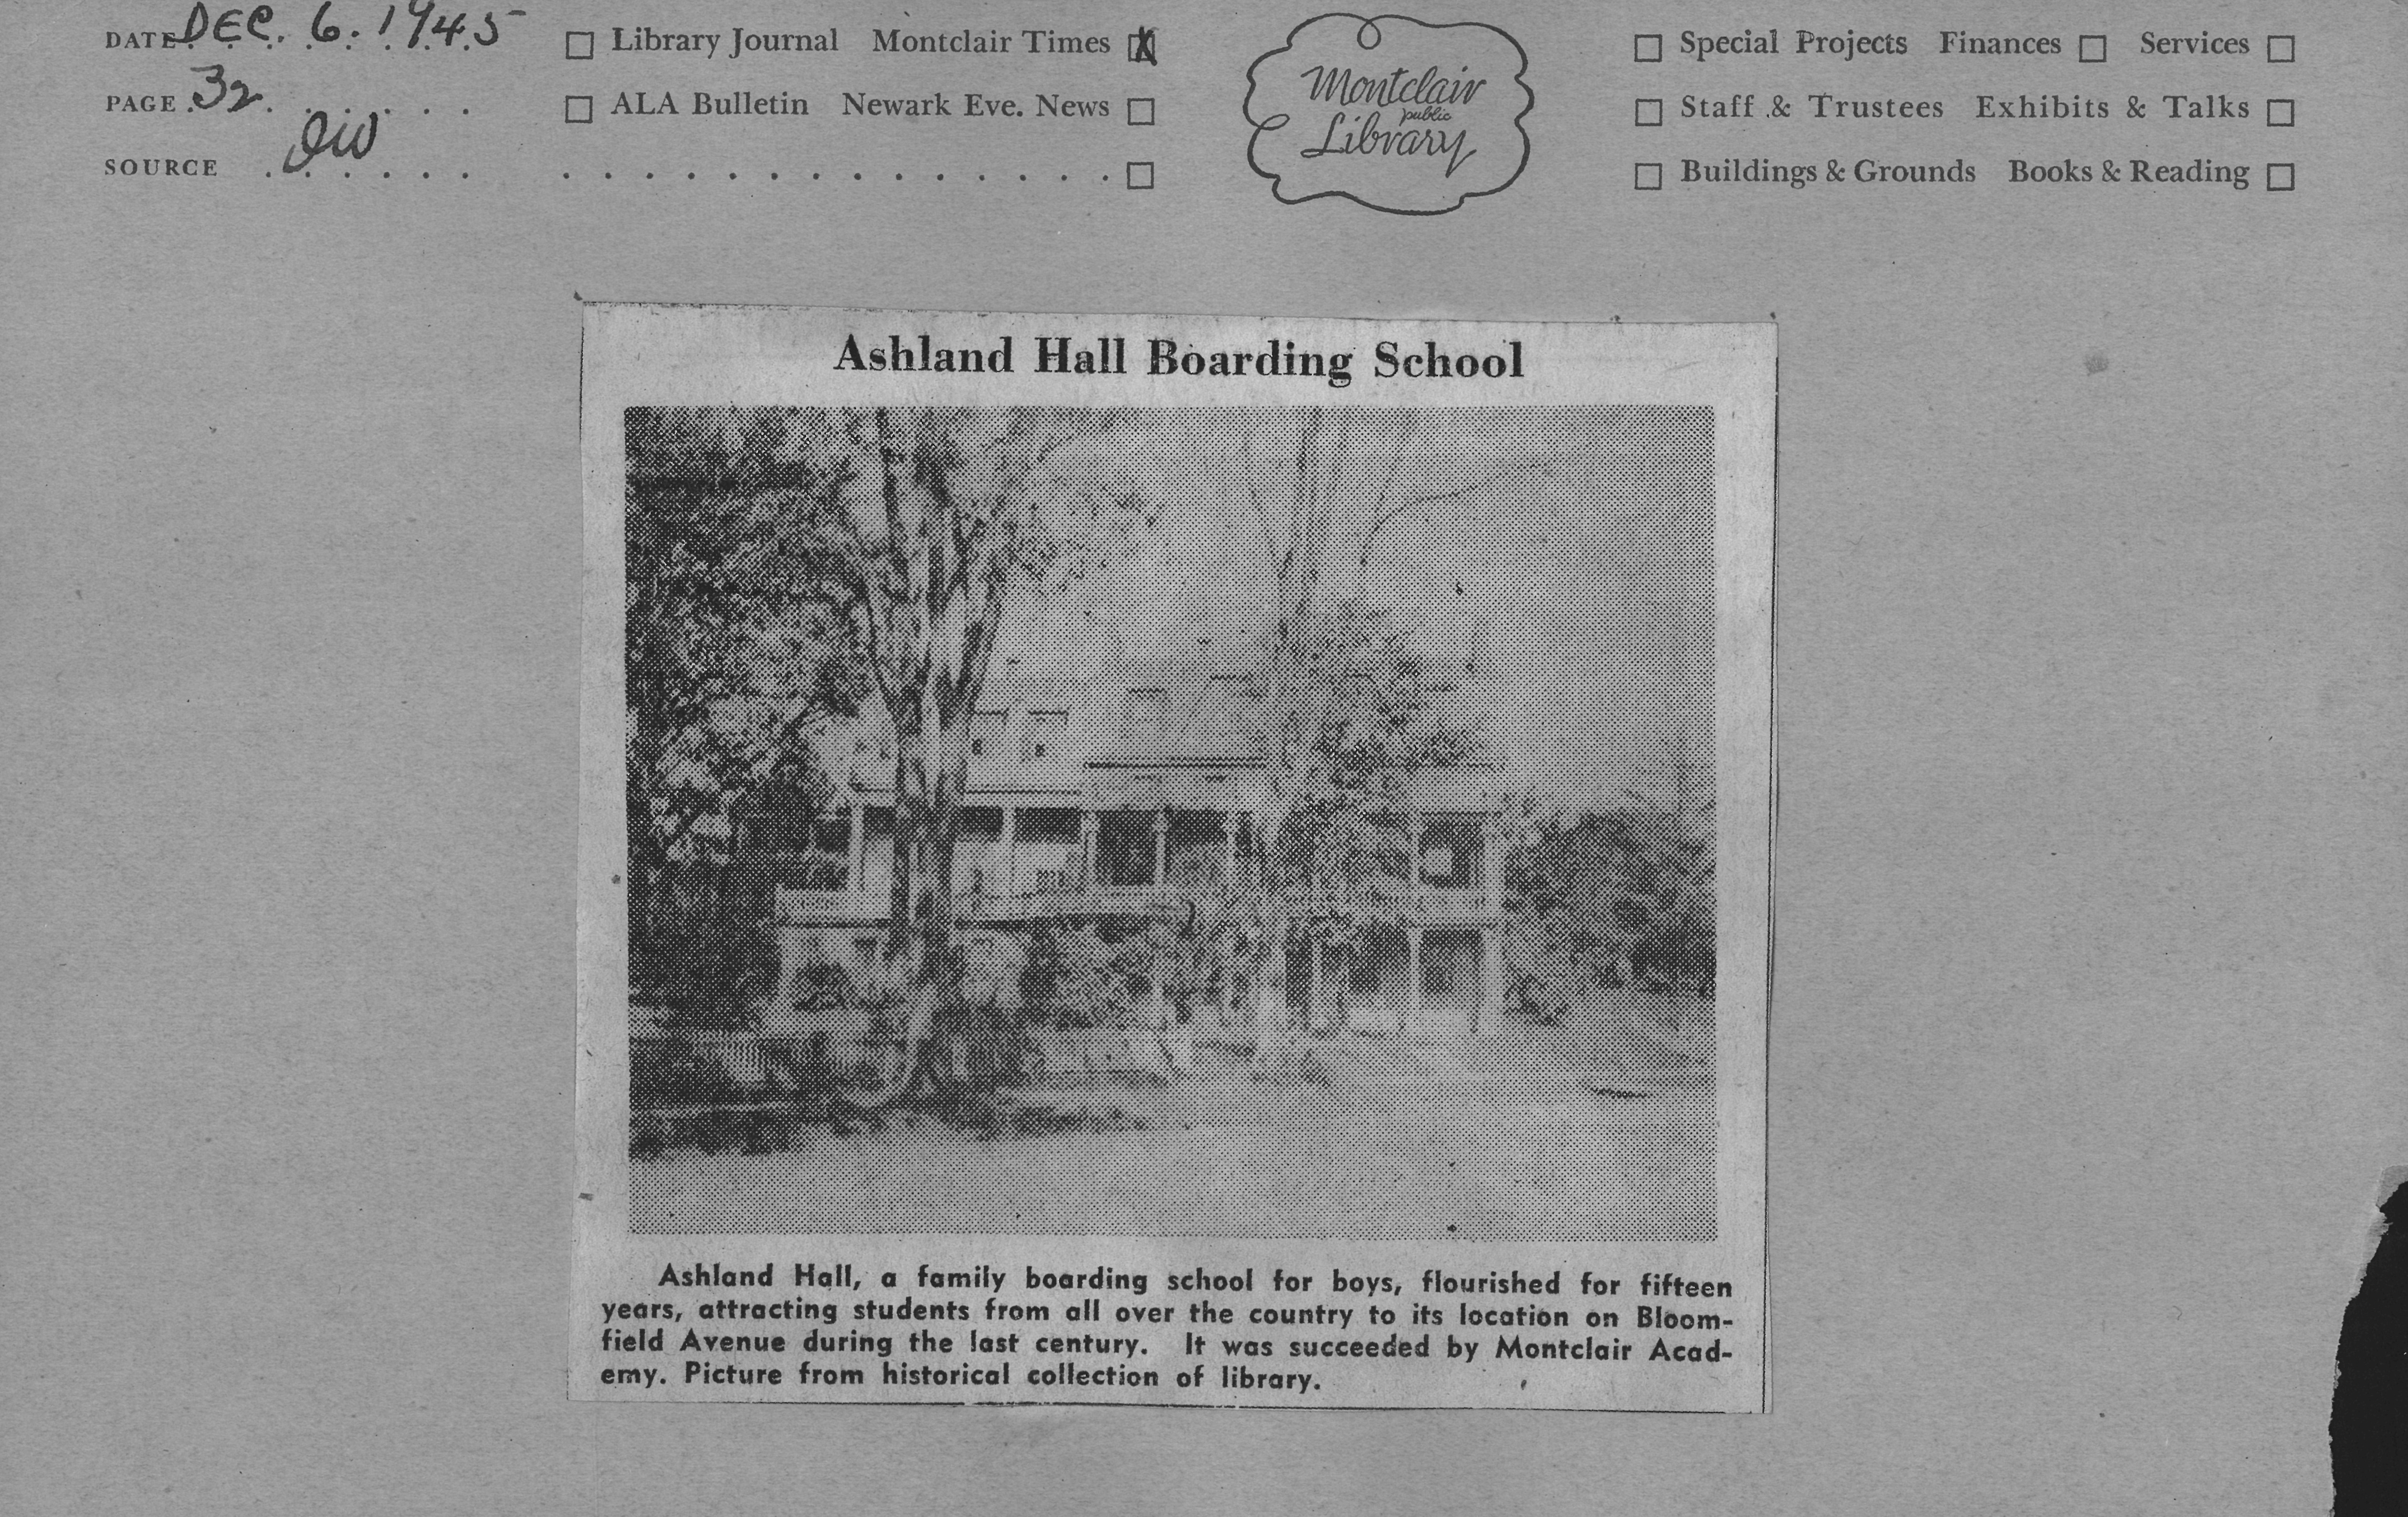 DATE DEC. 6. 1945 ☐ Library Journal Montclair Times ☒
PAGE 32 ☐ ALA Bulletin Newark Eve. News ☐
SOURCE
Montclair
public
Library
☐ Special Projects Finances ☐ Services ☐
☐ Staff & Trustees Exhibits & Talks ☐
☐ Buildings & Grounds Books & Reading ☐
Ashland Hall Boarding School
Ashland Hall, a family boarding school for boys, flourished for fifteen
years, attracting students from all over the country to its location on Bloom-
field Avenue during the last century. It was succeeded by Montclair Acad-
emy. Picture from historical collection of library.